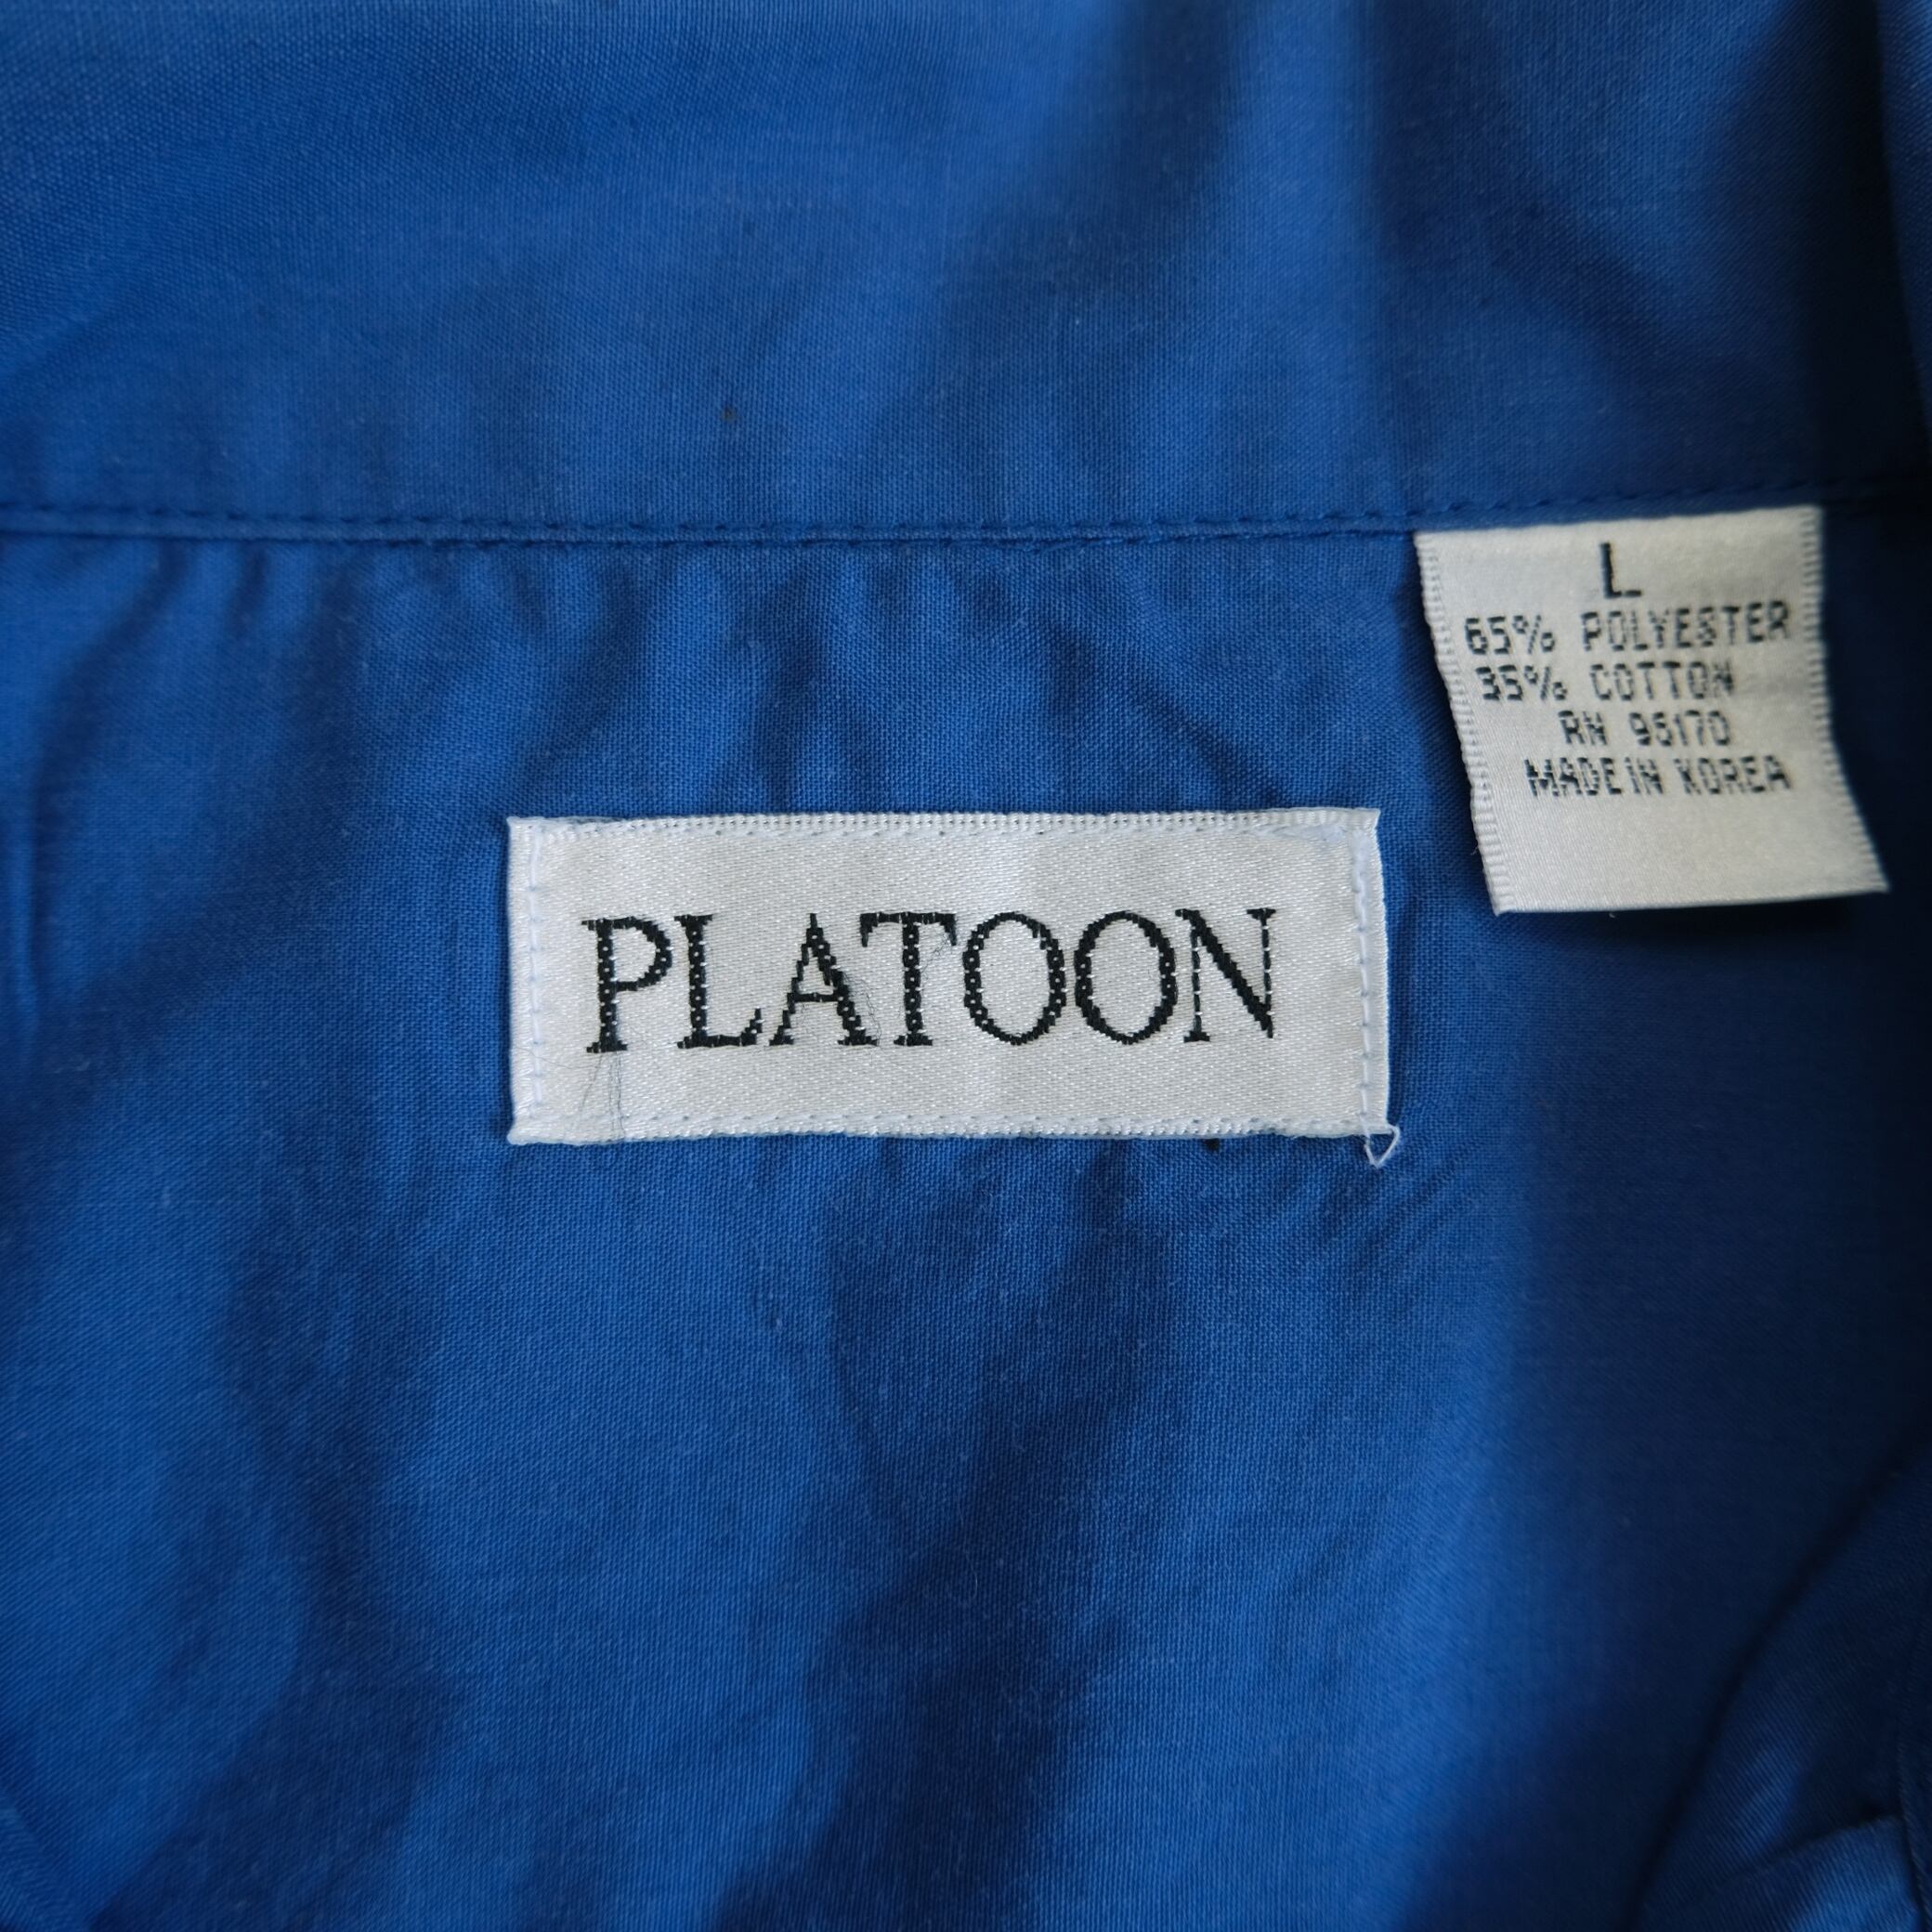 L
65% POLYESTER
35% COTTON
RN 96170
MADE IN KOREA
PLATOON